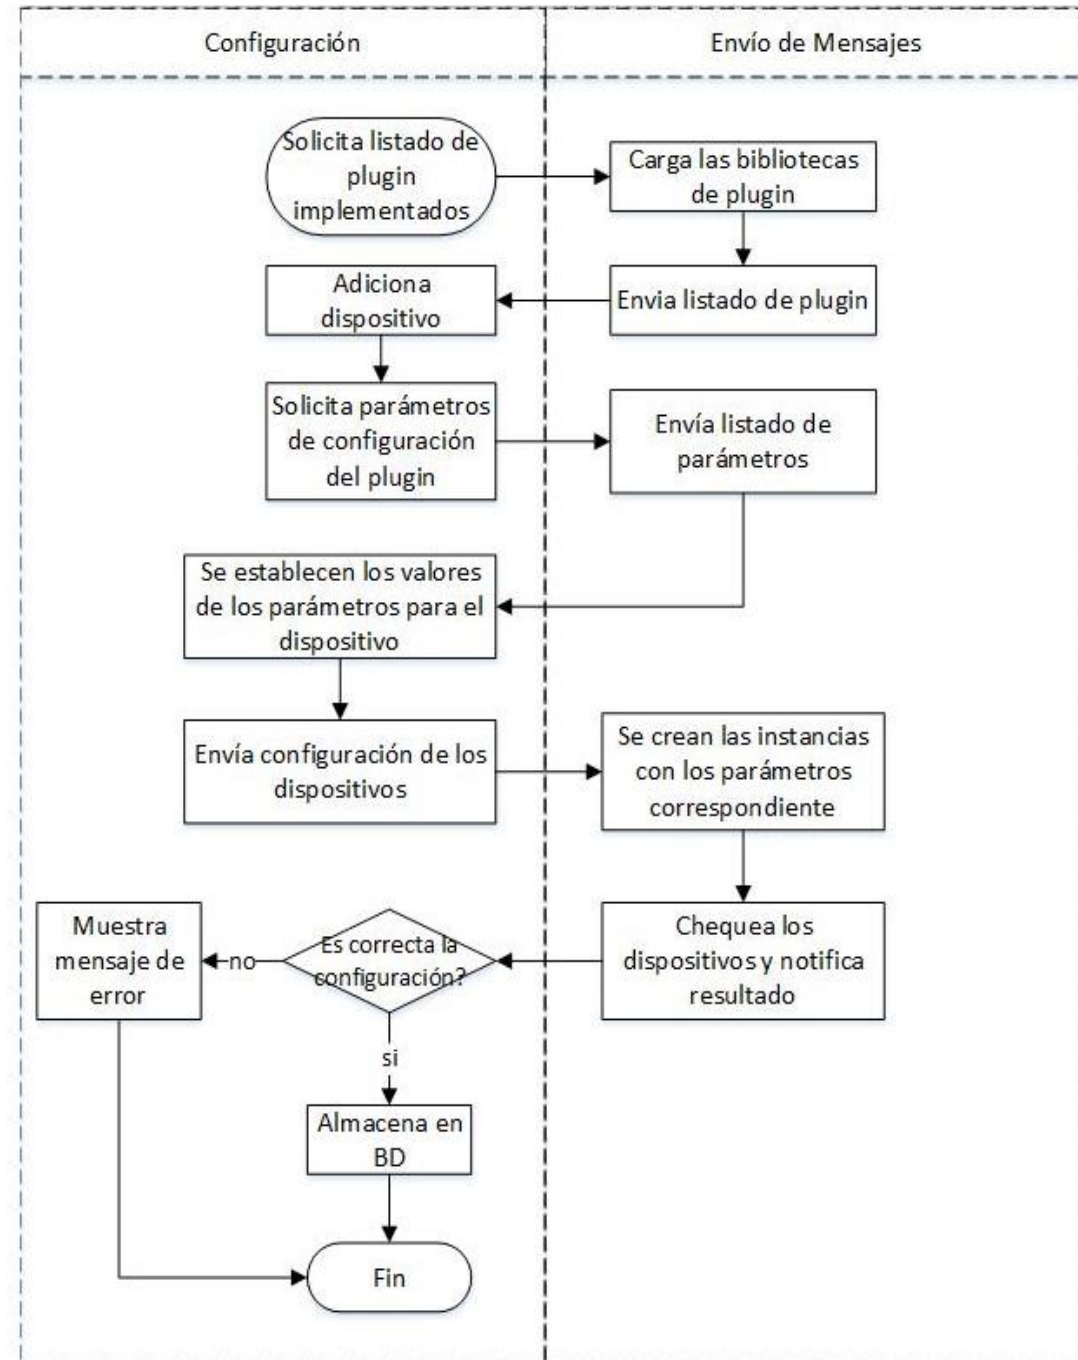 Configuración
Envío de Mensajes
Solicita listado de
plugin
implementados
Carga las bibliotecas
de plugin
Adiciona
dispositivo
Envia listado de plugin
Solicita parámetros
de configuración
del plugin
Envía listado de
parámetros
Se establecen los valores
de los parámetros para el
dispositivo
Envía configuración de los
dispositivos
Se crean las instancias
con los parámetros
correspondiente
Muestra
mensaje de
error
no
Es correcta la
configuración?
Chequea los
dispositivos y notifica
resultado
si
Almacena en
BD
Fin